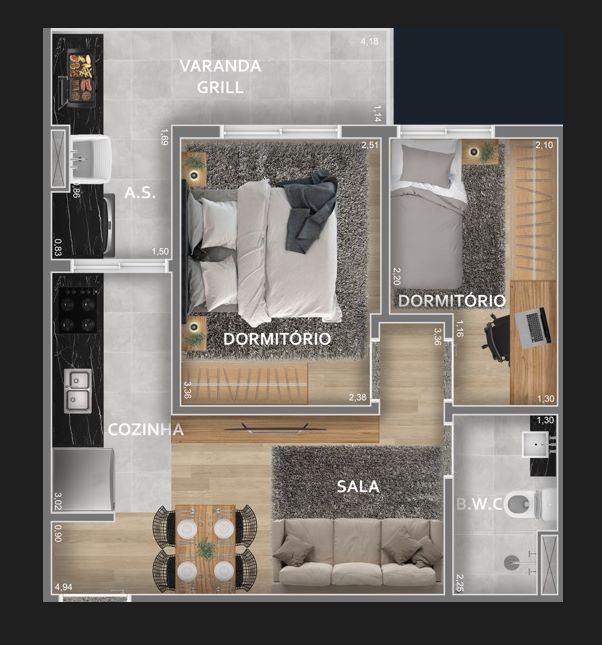 4,18
VARANDA
GRILL
1,14
1,69
2,51
2,10
0,86
A.S.
0,83
1,50
2,20
DORMITÓRIO
DORMITÓRIO
3,36
1,16
3,36
2,38
1,30
COZINHA
1,30
SALA
B.W.C
3,02
0,90
4,94
2,25